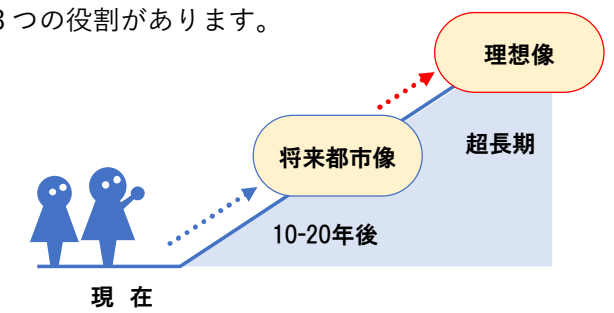 ３つの役割があります。
理想像
超長期
将来都市像
10-20年後
現 在